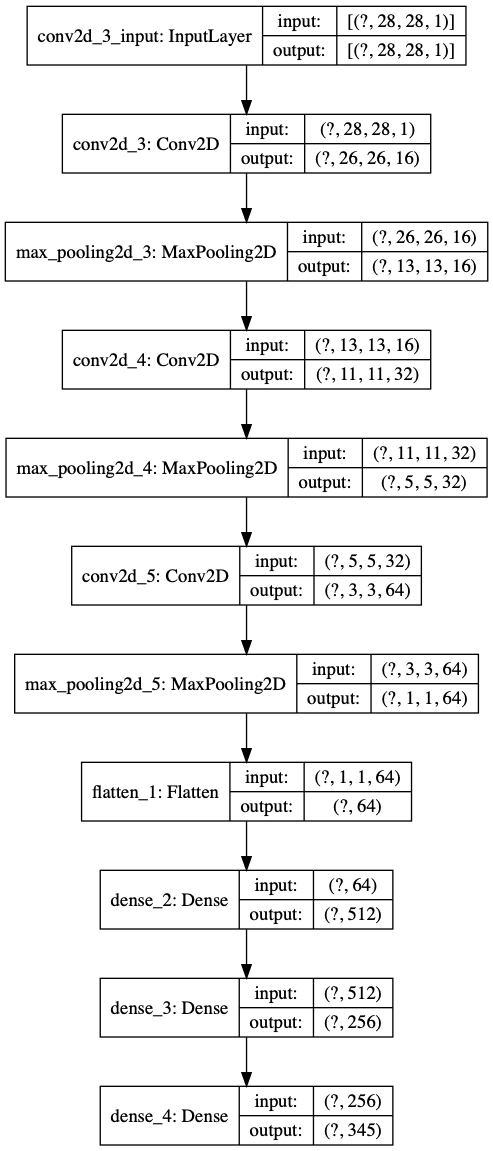 conv2d_3_input: InputLayer
input: [(?, 28, 28, 1)]
output: [(?, 28, 28, 1)]
conv2d_3: Conv2D
input: (?, 28, 28, 1)
output: (?, 26, 26, 16)
max_pooling2d_3: MaxPooling2D
input: (?, 26, 26, 16)
output: (?, 13, 13, 16)
conv2d_4: Conv2D
input: (?, 13, 13, 16)
output: (?, 11, 11, 32)
max_pooling2d_4: MaxPooling2D
input: (?, 11, 11, 32)
output: (?, 5, 5, 32)
conv2d_5: Conv2D
input: (?, 5, 5, 32)
output: (?, 3, 3, 64)
max_pooling2d_5: MaxPooling2D
input: (?, 3, 3, 64)
output: (?, 1, 1, 64)
flatten_1: Flatten
input: (?, 1, 1, 64)
output: (?, 64)
dense_2: Dense
input: (?, 64)
output: (?, 512)
dense_3: Dense
input: (?, 512)
output: (?, 256)
dense_4: Dense
input: (?, 256)
output: (?, 345)